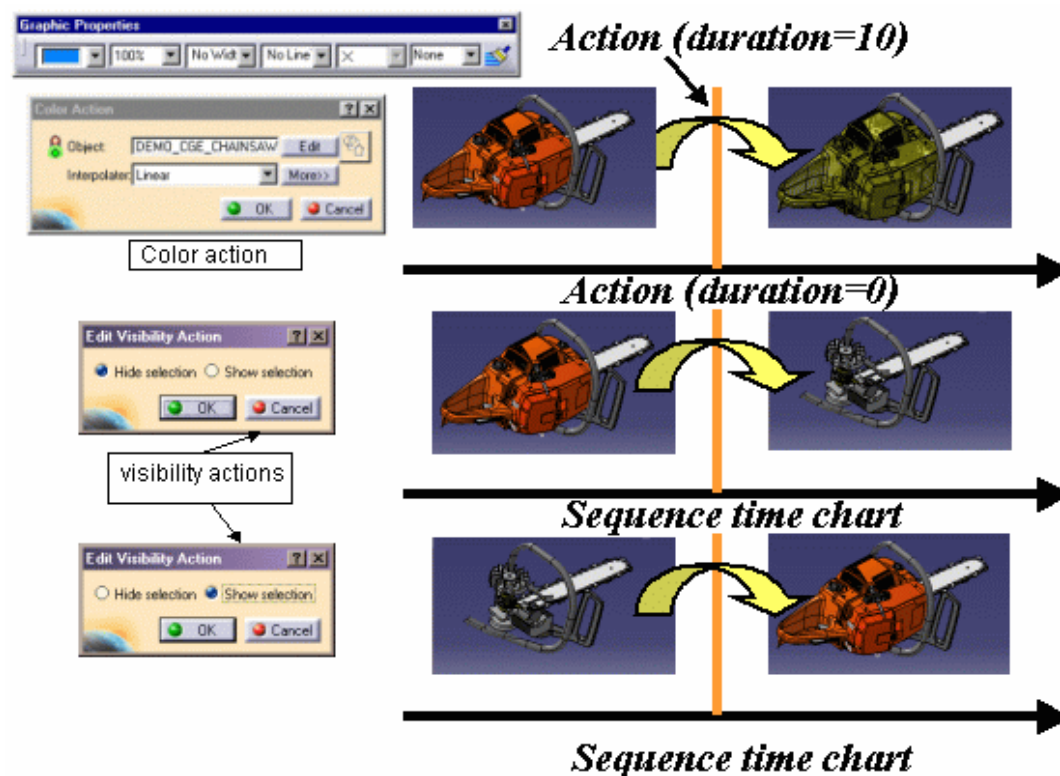 Graphic Properties
100% No Widt No Line None
Color Action
Object: DEMO_CGE_CHAINSAW Edit
Interpolater: Linear More>>
OK Cancel
Color action
Action (duration=10)
Action (duration=0)
Edit Visibility Action
Hide selection Show selection
OK Cancel
visibility actions
Sequence time chart
Edit Visibility Action
Hide selection Show selection
OK Cancel
Sequence time chart